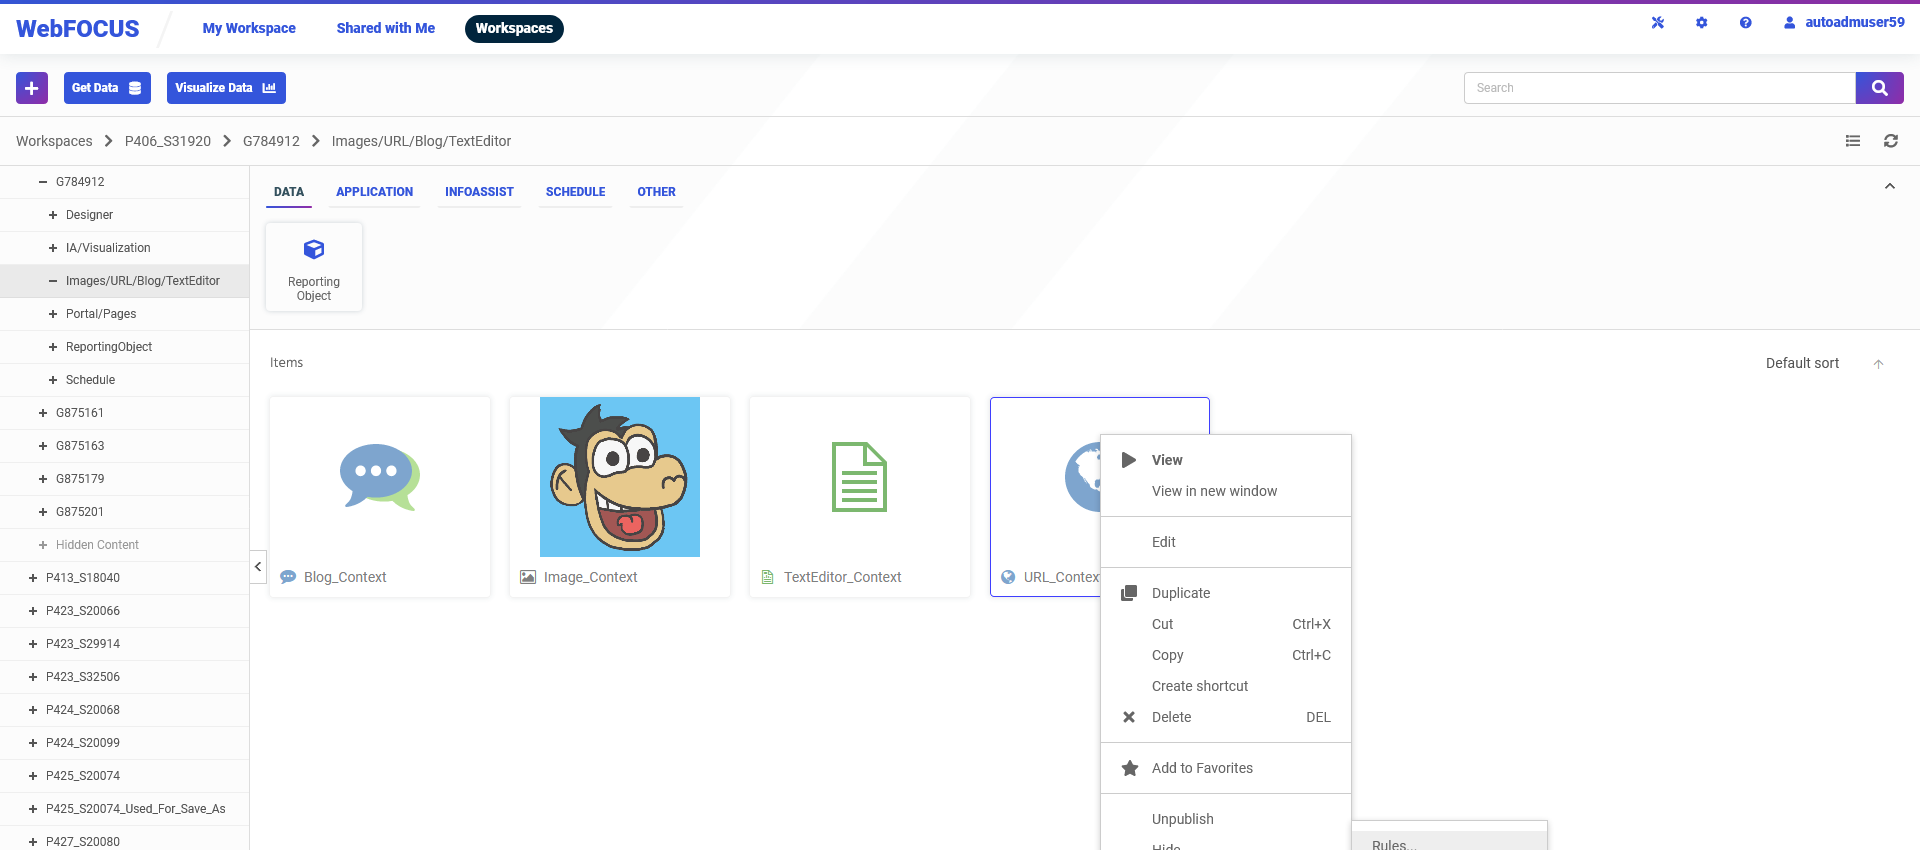 WebFOCUS
My Workspace
Shared with Me
Workspaces
autoadmuser59
Get Data
Visualize Data
Search
Workspaces
P406_S31920
G784912
Images/URL/Blog/TextEditor
G784912
Designer
IA/Visualization
Images/URL/Blog/TextEditor
Portal/Pages
ReportingObject
Schedule
G875161
G875163
G875179
G875201
Hidden Content
P413_S18040
P423_S20066
P423_S29914
P423_S32506
P424_S20068
P424_S20099
P425_S20074
P425_S20074_Used_For_Save_As
P427_S20080
DATA
APPLICATION
INFOASSIST
SCHEDULE
OTHER
Reporting
Object
Items
Default sort
Blog_Context
Image_Context
TextEditor_Context
URL_Contex
View
View in new window
Edit
Duplicate
Cut Ctrl+X
Copy Ctrl+C
Create shortcut
Delete DEL
Add to Favorites
Unpublish
Hide
Rules...